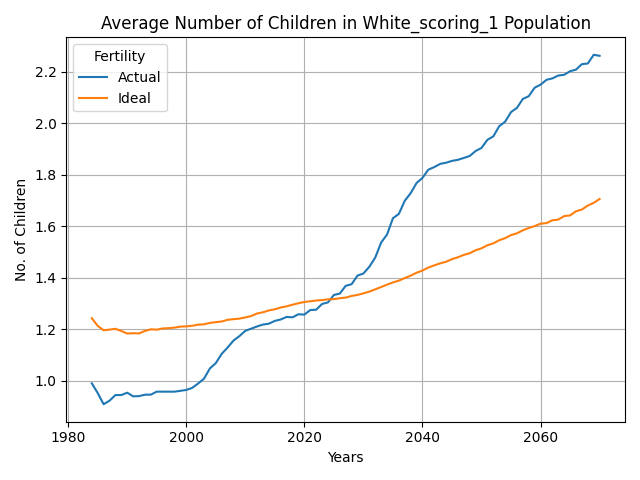 Average Number of Children in White_scoring_1 Population
Fertility
Actual
Ideal
No. of Children
2.2
2.0
1.8
1.6
1.4
1.2
1.0
1980
2000
2020
2040
2060
Years